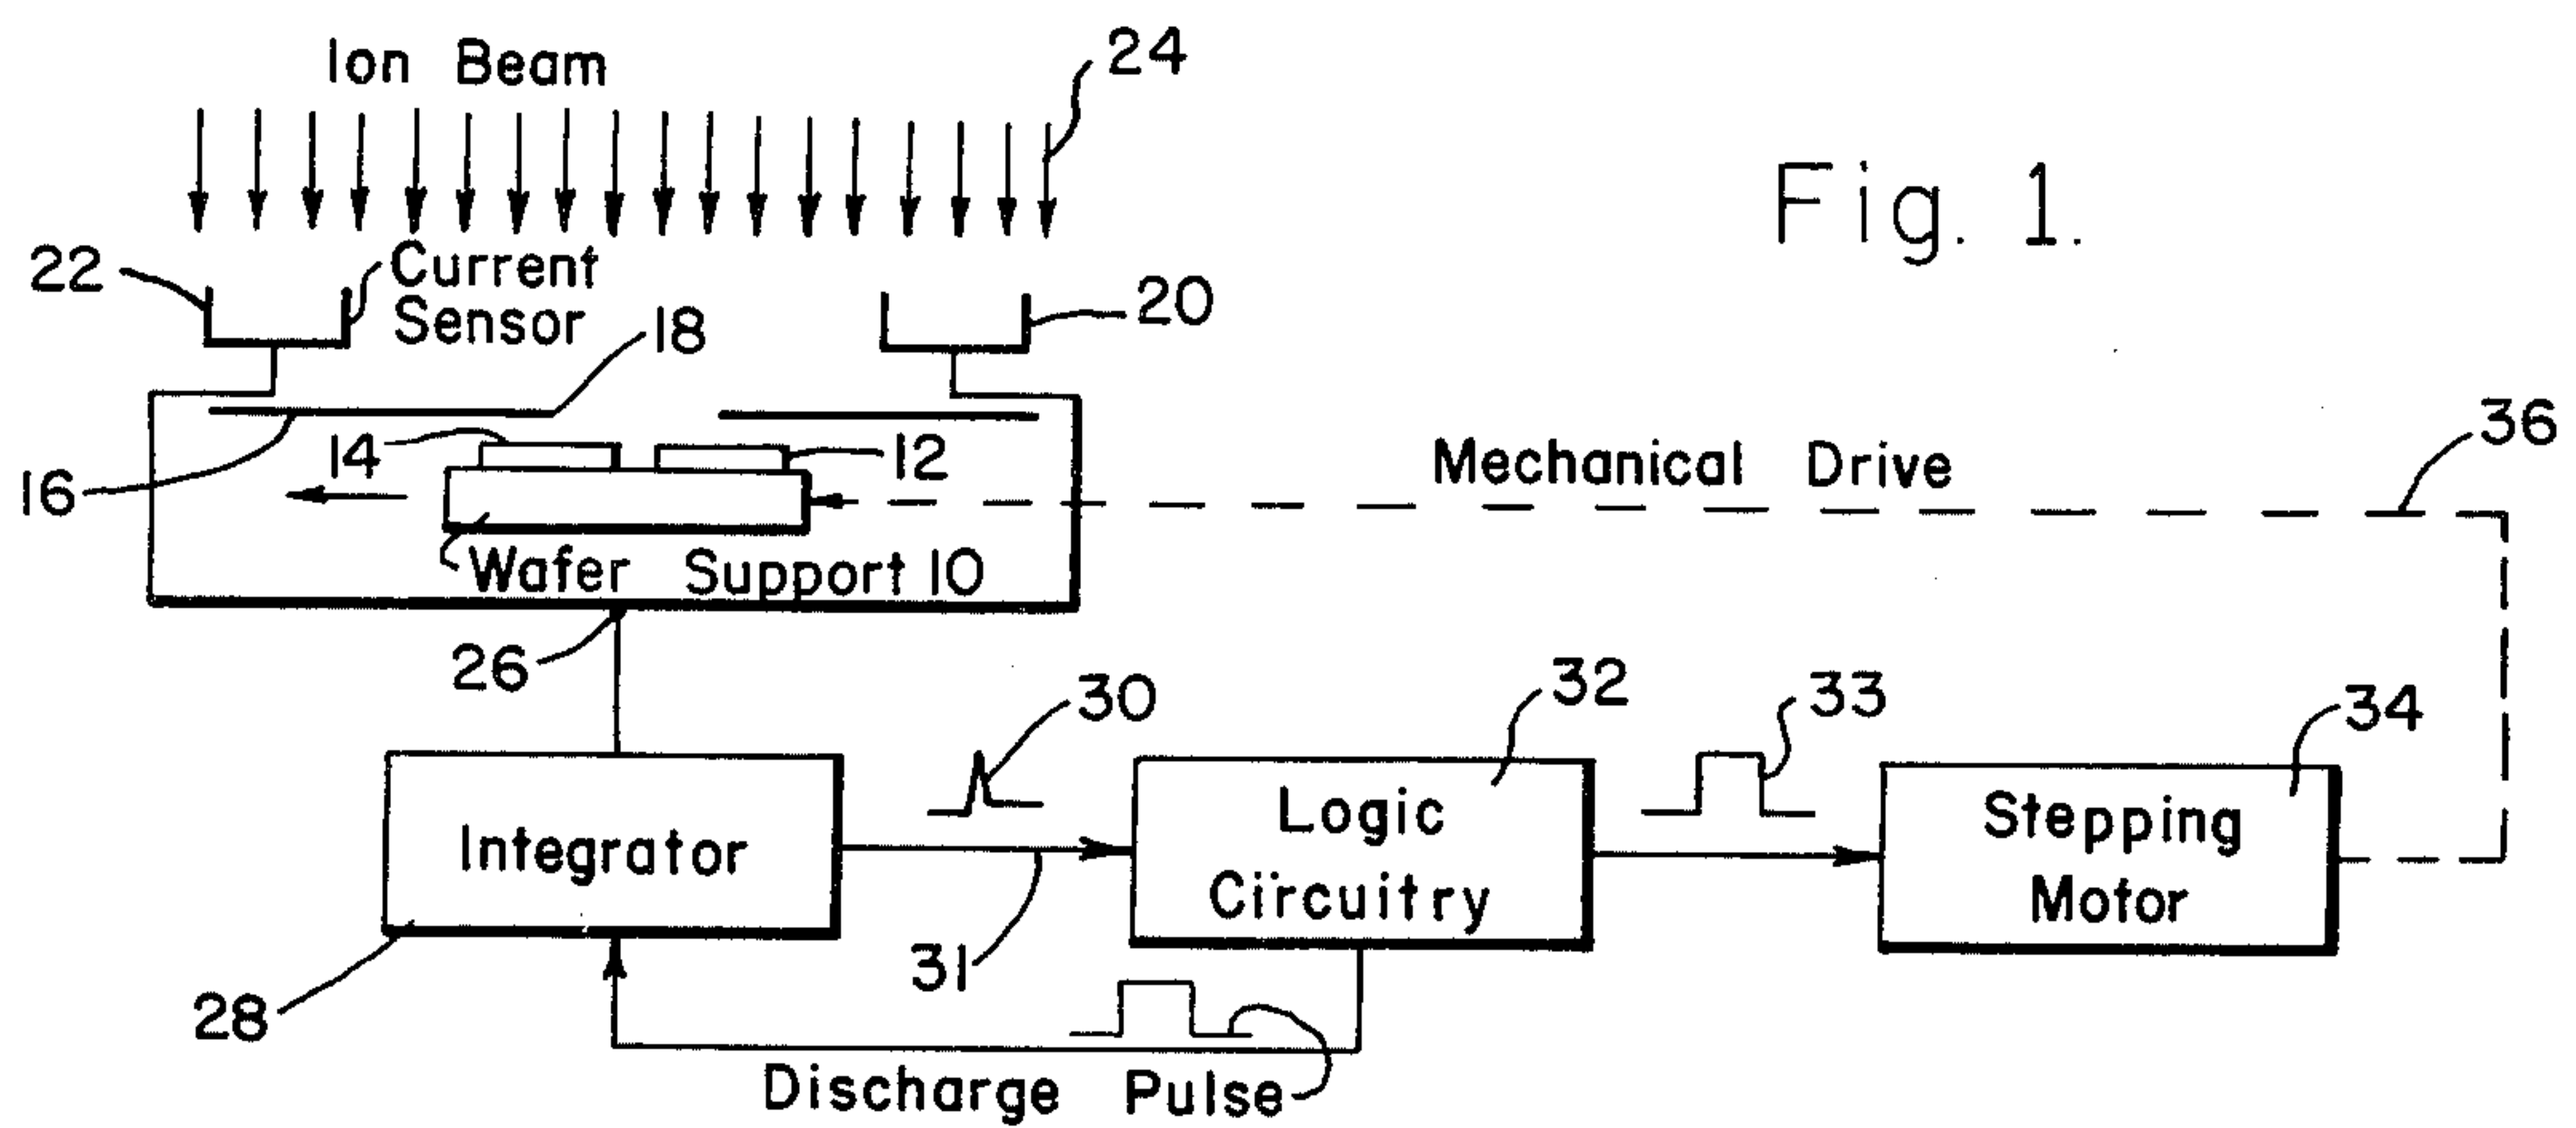 Ion Beam
24
Fig. 1.
22
Current
Sensor
20
18
36
14
12
Mechanical Drive
16
Wafer Support 10
26
30
32
33
34
Integrator
Logic
Circuitry
Stepping
Motor
31
28
Discharge Pulse